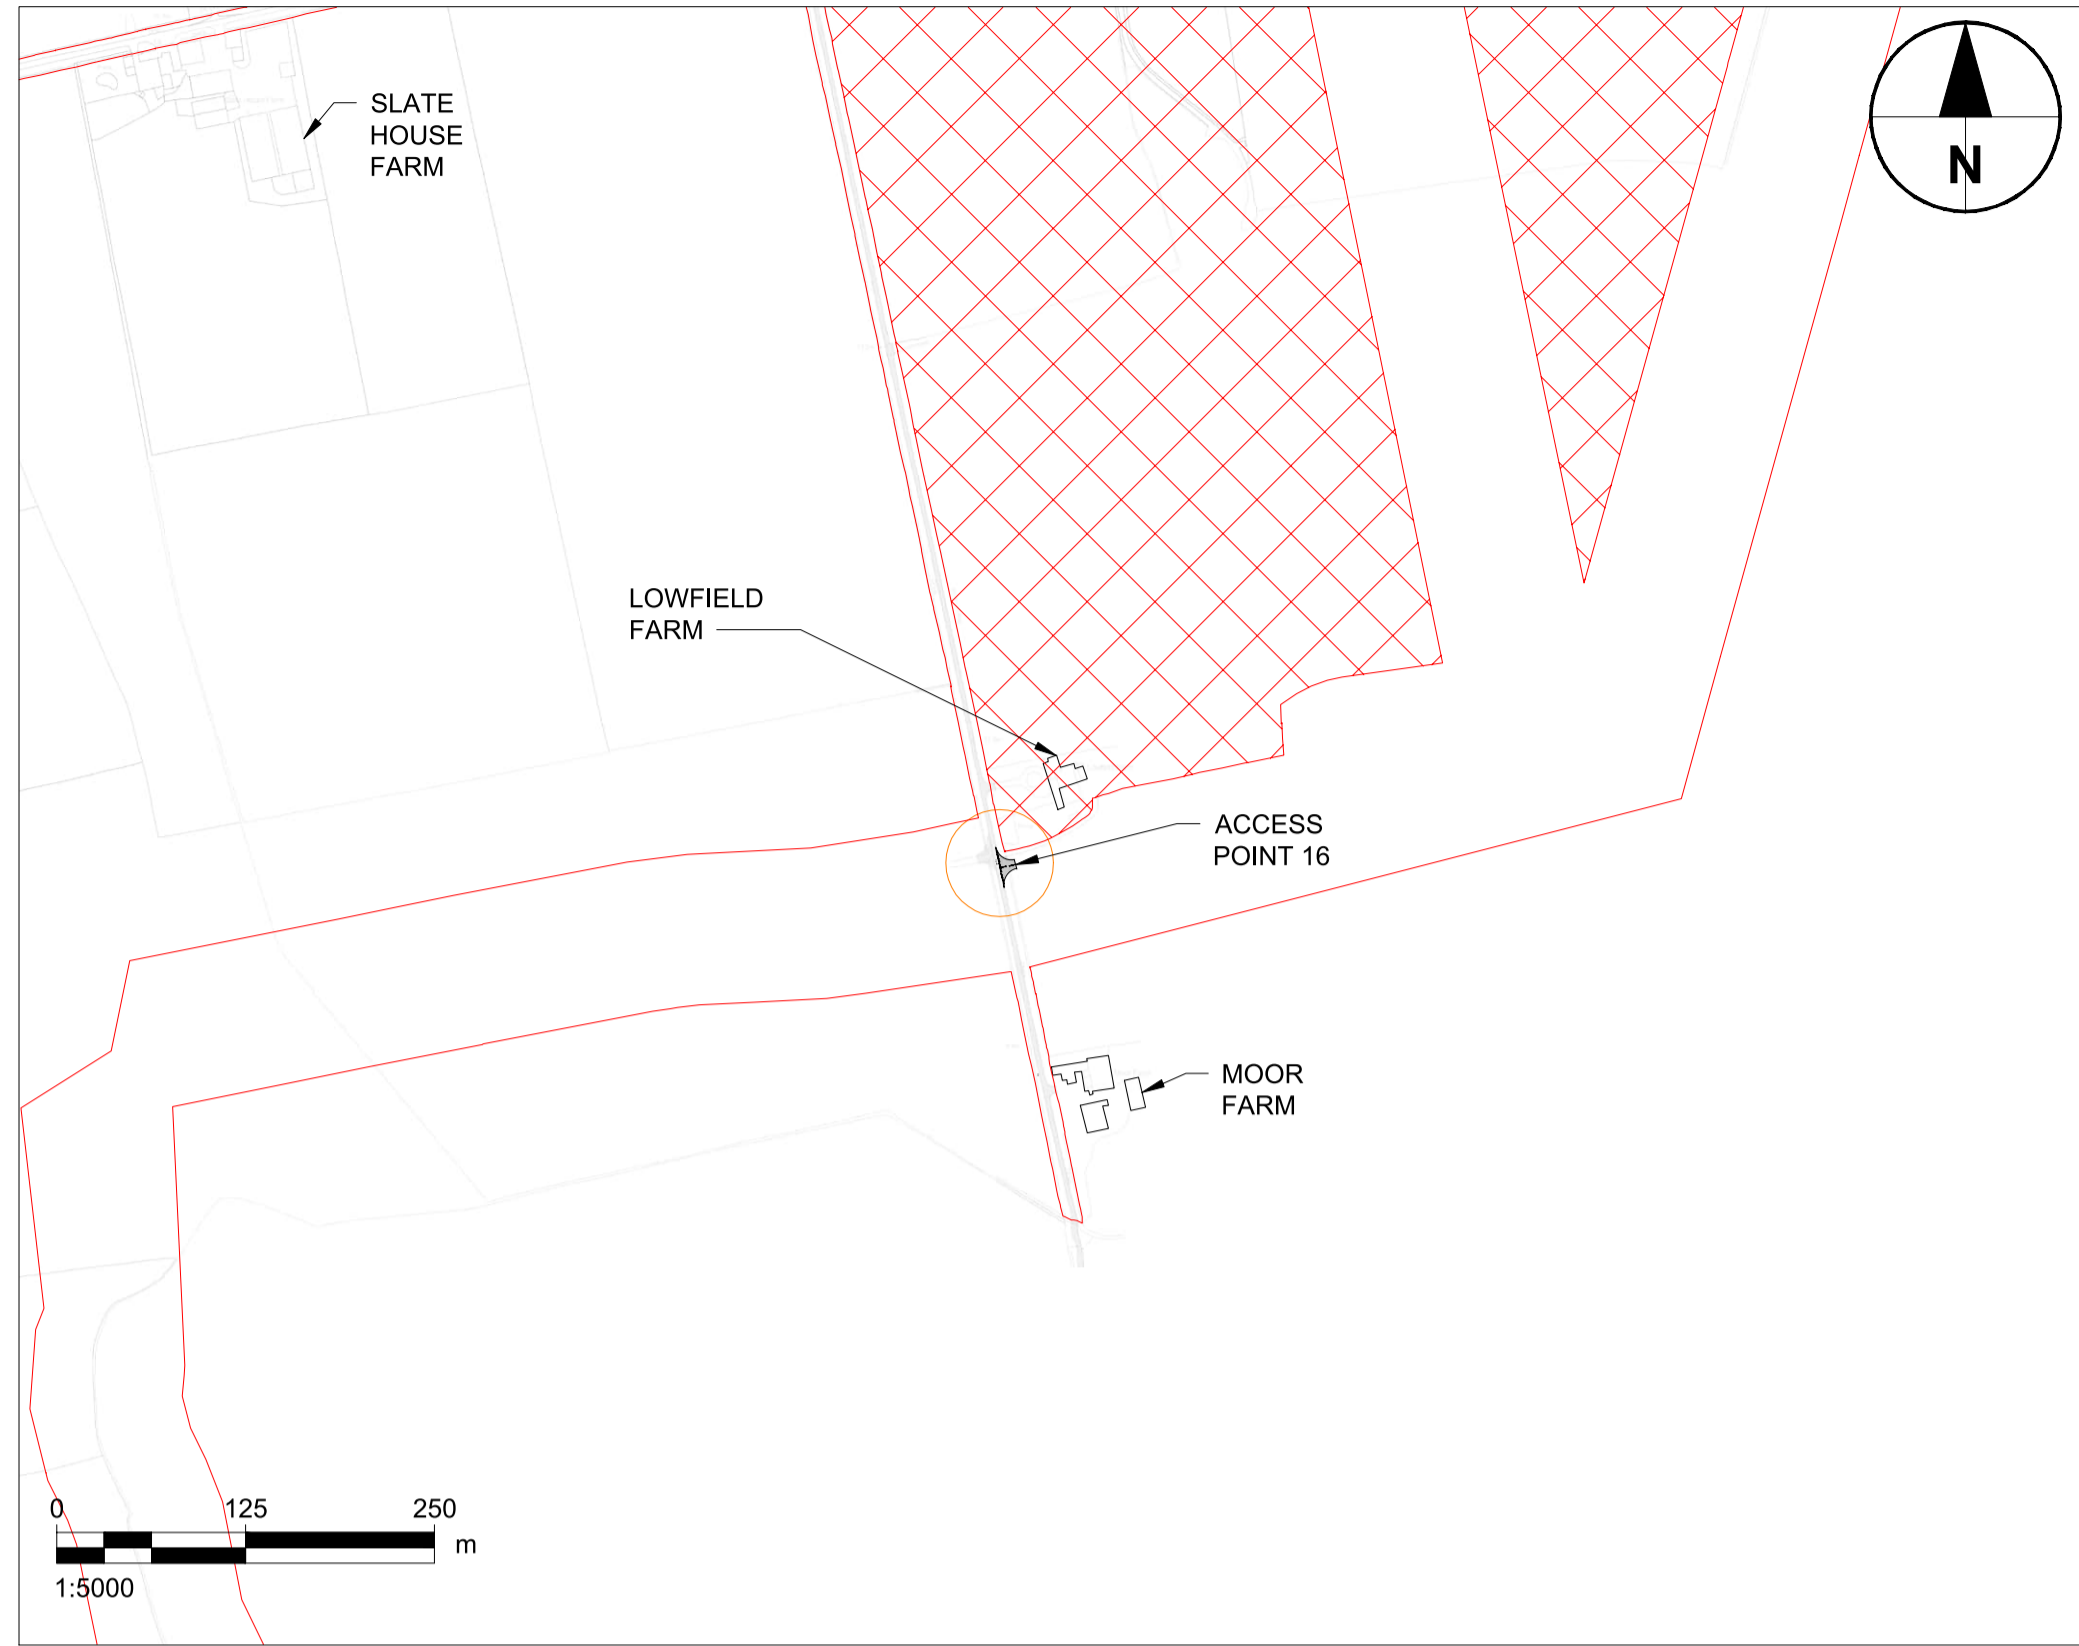 SLATE
HOUSE
FARM
N
LOWFIELD
FARM
ACCESS
POINT 16
MOOR
FARM
0 125 250
m
1:5000